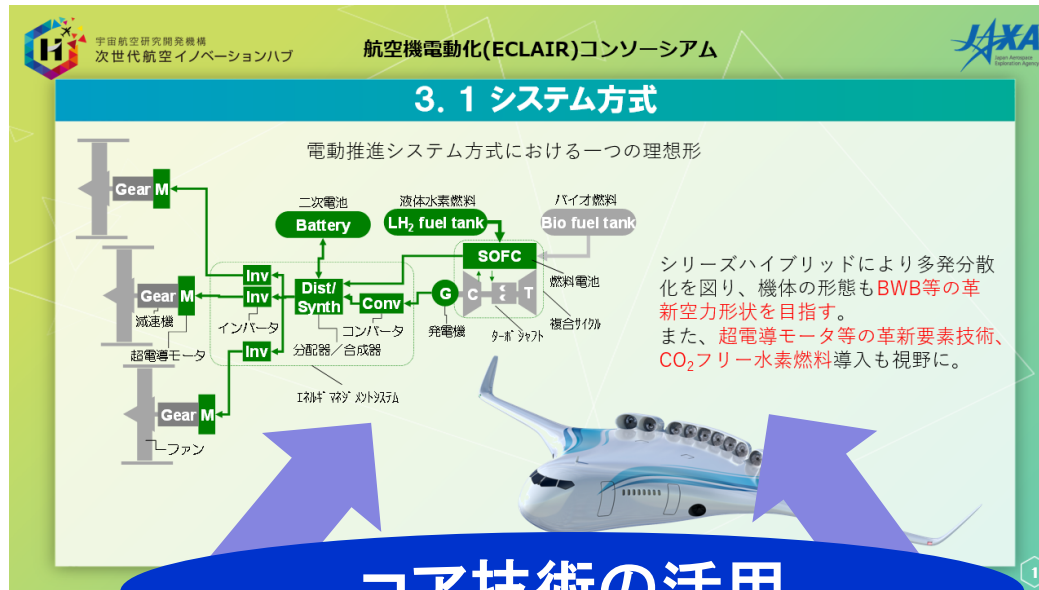 宇宙航空研究開発機構
次世代航空イノベーションハブ
航空機電動化(ECLAIR)コンソーシアム
JAXA
Japan Aerospace Exploration Agency
3.1 システム方式
電動推進システム方式における一つの理想形
Gear M
二次電池
Battery
液体水素燃料
LH₂ fuel tank
バイオ燃料
Bio fuel tank
SOFC
燃料電池
Inv
Inv
Inv
Dist/
Synth
Conv
G
C
T
Gear M
減速機
超電導モータ
インバータ
分配器/合成器
コンバータ
発電機
ターボシャフト
複合サイクル
エネルギーマネジメントシステム
Gear M
ファン
シリーズハイブリッドにより多発分散
化を図り、機体の形態もBWB等の革
新空力形状を目指す。
また、超電導モータ等の革新要素技術、
CO₂フリー水素燃料導入も視野に。
コア技術の活用
1